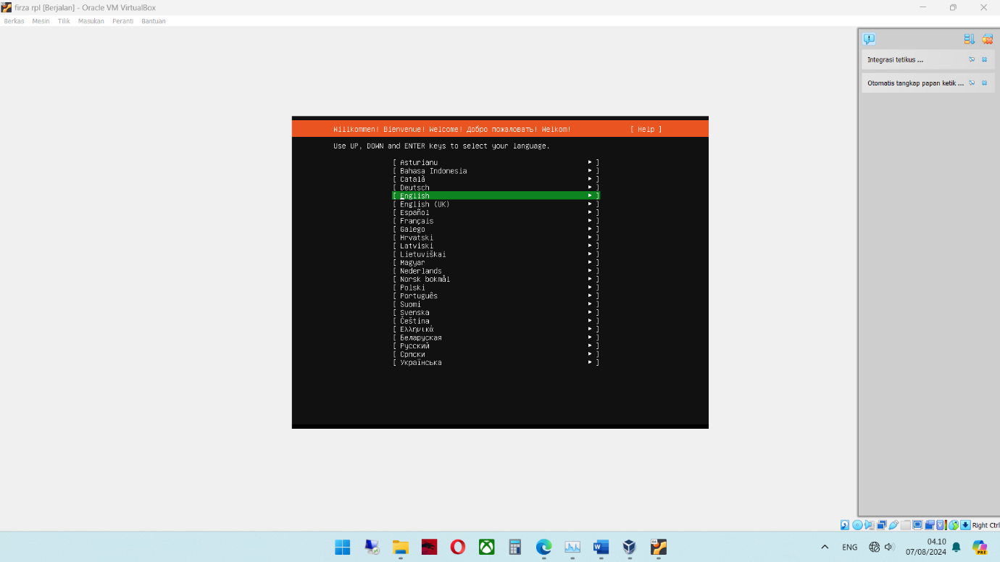 firza rpl [Berjalan] - Oracle VM VirtualBox
Berkas Mesin Tilik Masukan Peranti Bantuan
Integrasi tetikus ...
Otomatis tangkap papan ketik ...
Willkommen! Bienvenue! Welcome! Добро пожаловать! Welkom! [ Help ]
Use UP, DOWN and ENTER keys to select your language.
[ Asturianu ► ]
[ Bahasa Indonesia ► ]
[ Català ► ]
[ Deutsch ► ]
[ English ► ]
[ English (UK) ► ]
[ Español ► ]
[ Français ► ]
[ Galego ► ]
[ Hrvatski ► ]
[ Latviski ► ]
[ Lietuviškai ► ]
[ Magyar ► ]
[ Nederlands ► ]
[ Norsk bokmål ► ]
[ Polski ► ]
[ Português ► ]
[ Suomi ► ]
[ Svenska ► ]
[ Čeština ► ]
[ Ελληνικά ► ]
[ Беларуская ► ]
[ Русский ► ]
[ Српски ► ]
[ Українська ► ]
Right Ctrl
ENG
04.10
07/08/2024
PRE